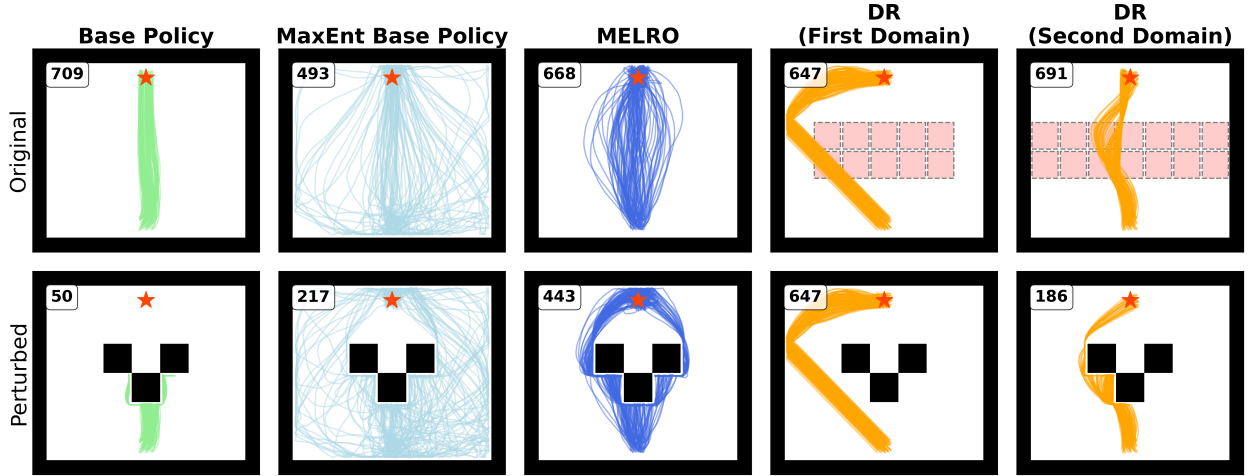 Base Policy
MaxEnt Base Policy
MELRO
DR
(First Domain)
DR
(Second Domain)
Original
709
493
668
647
691
Perturbed
50
217
443
647
186